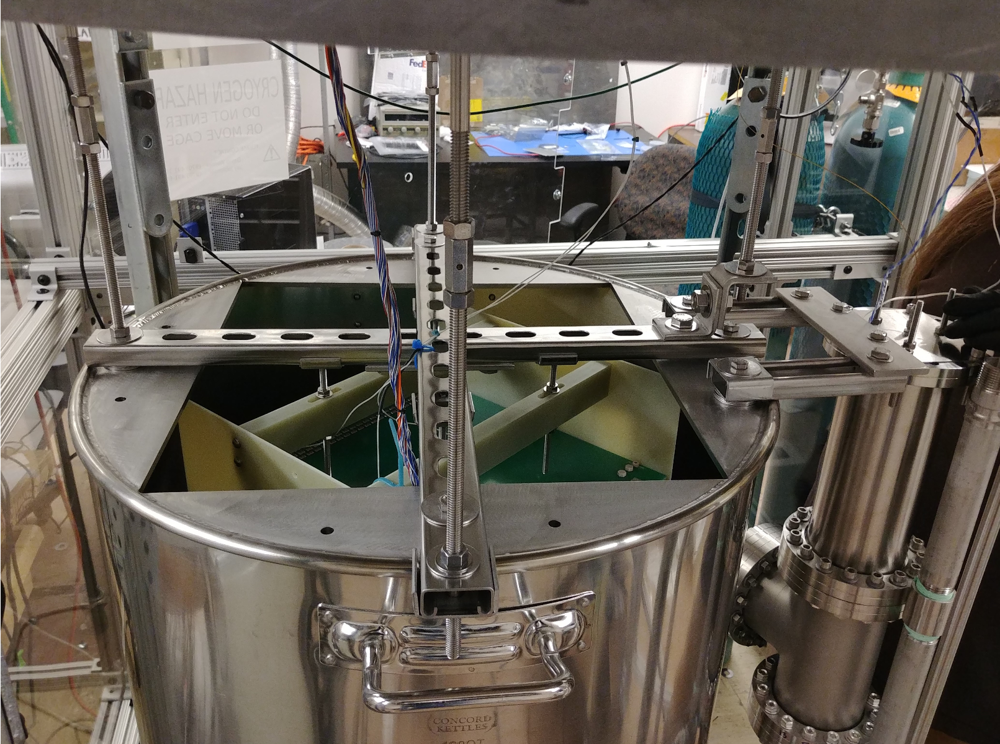 FedEx
CRYOGEN HAZARD
DO NOT ENTER
OR MOVE CAGE
CONCORD
KETTLES